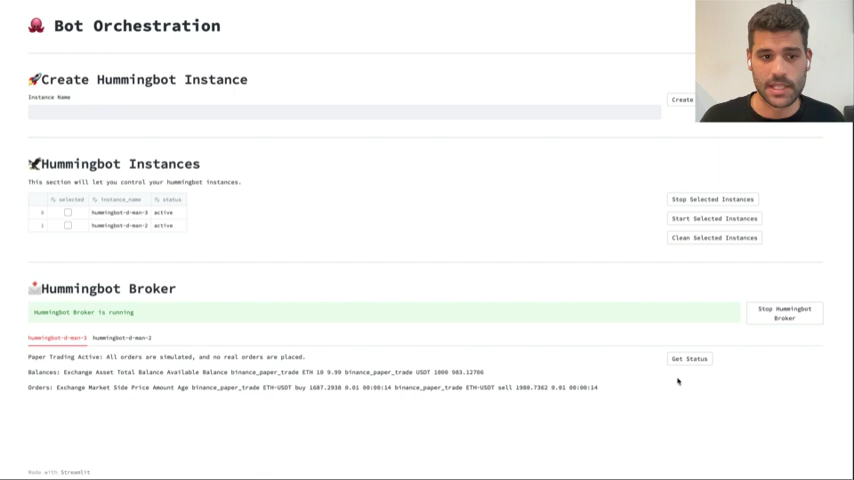 Bot Orchestration
Create Hummingbot Instance
Instance Name
Create
Hummingbot Instances
This section will let you control your hummingbot instances.
selected instance_name status
0 hummingbot-d-man-3 active
1 hummingbot-d-man-2 active
Stop Selected Instances
Start Selected Instances
Clean Selected Instances
Hummingbot Broker
Hummingbot Broker is running
Stop Hummingbot
Broker
hummingbot-d-man-3 hummingbot-d-man-2
Paper Trading Active: All orders are simulated, and no real orders are placed.
Get Status
Balances: Exchange Asset Total Balance Available Balance binance_paper_trade ETH 10 9.99 binance_paper_trade USDT 1000 983.12706
Orders: Exchange Market Side Price Amount Age binance_paper_trade ETH-USDT buy 1687.2938 0.01 00:00:14 binance_paper_trade ETH-USDT sell 1980.7362 0.01 00:00:14
Made with Streamlit